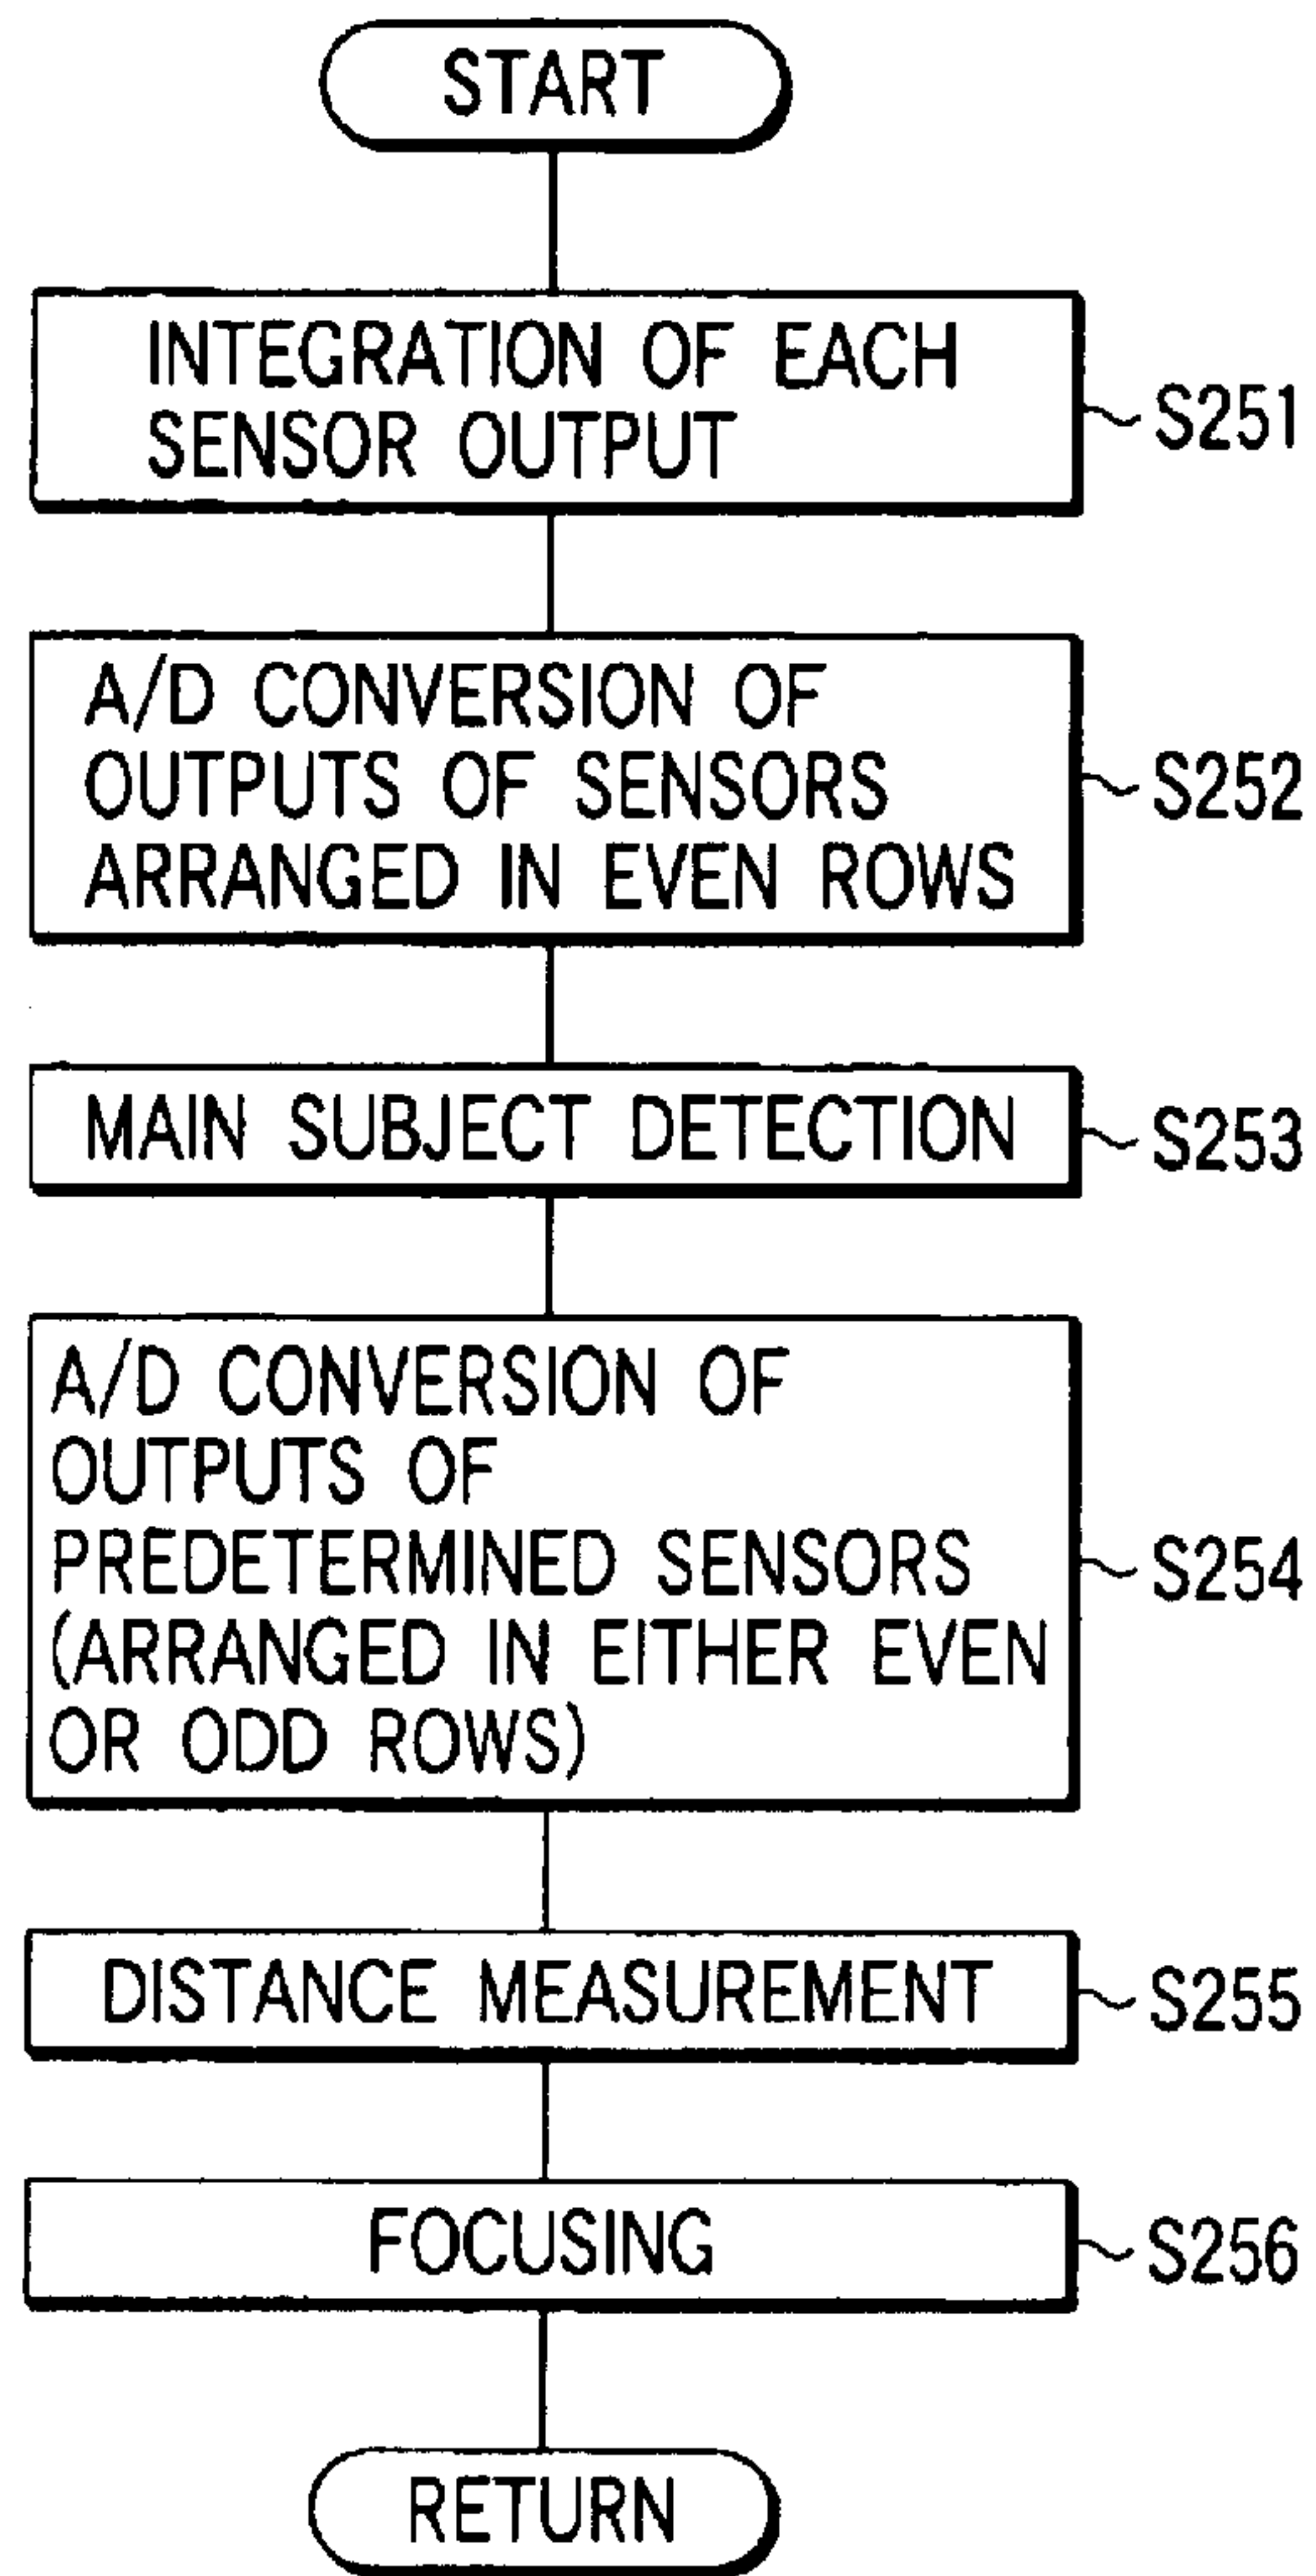 START
INTEGRATION OF EACH
SENSOR OUTPUT
S251
A/D CONVERSION OF
OUTPUTS OF SENSORS
ARRANGED IN EVEN ROWS
S252
MAIN SUBJECT DETECTION
S253
A/D CONVERSION OF
OUTPUTS OF
PREDETERMINED SENSORS
(ARRANGED IN EITHER EVEN
OR ODD ROWS)
S254
DISTANCE MEASUREMENT
S255
FOCUSING
S256
RETURN